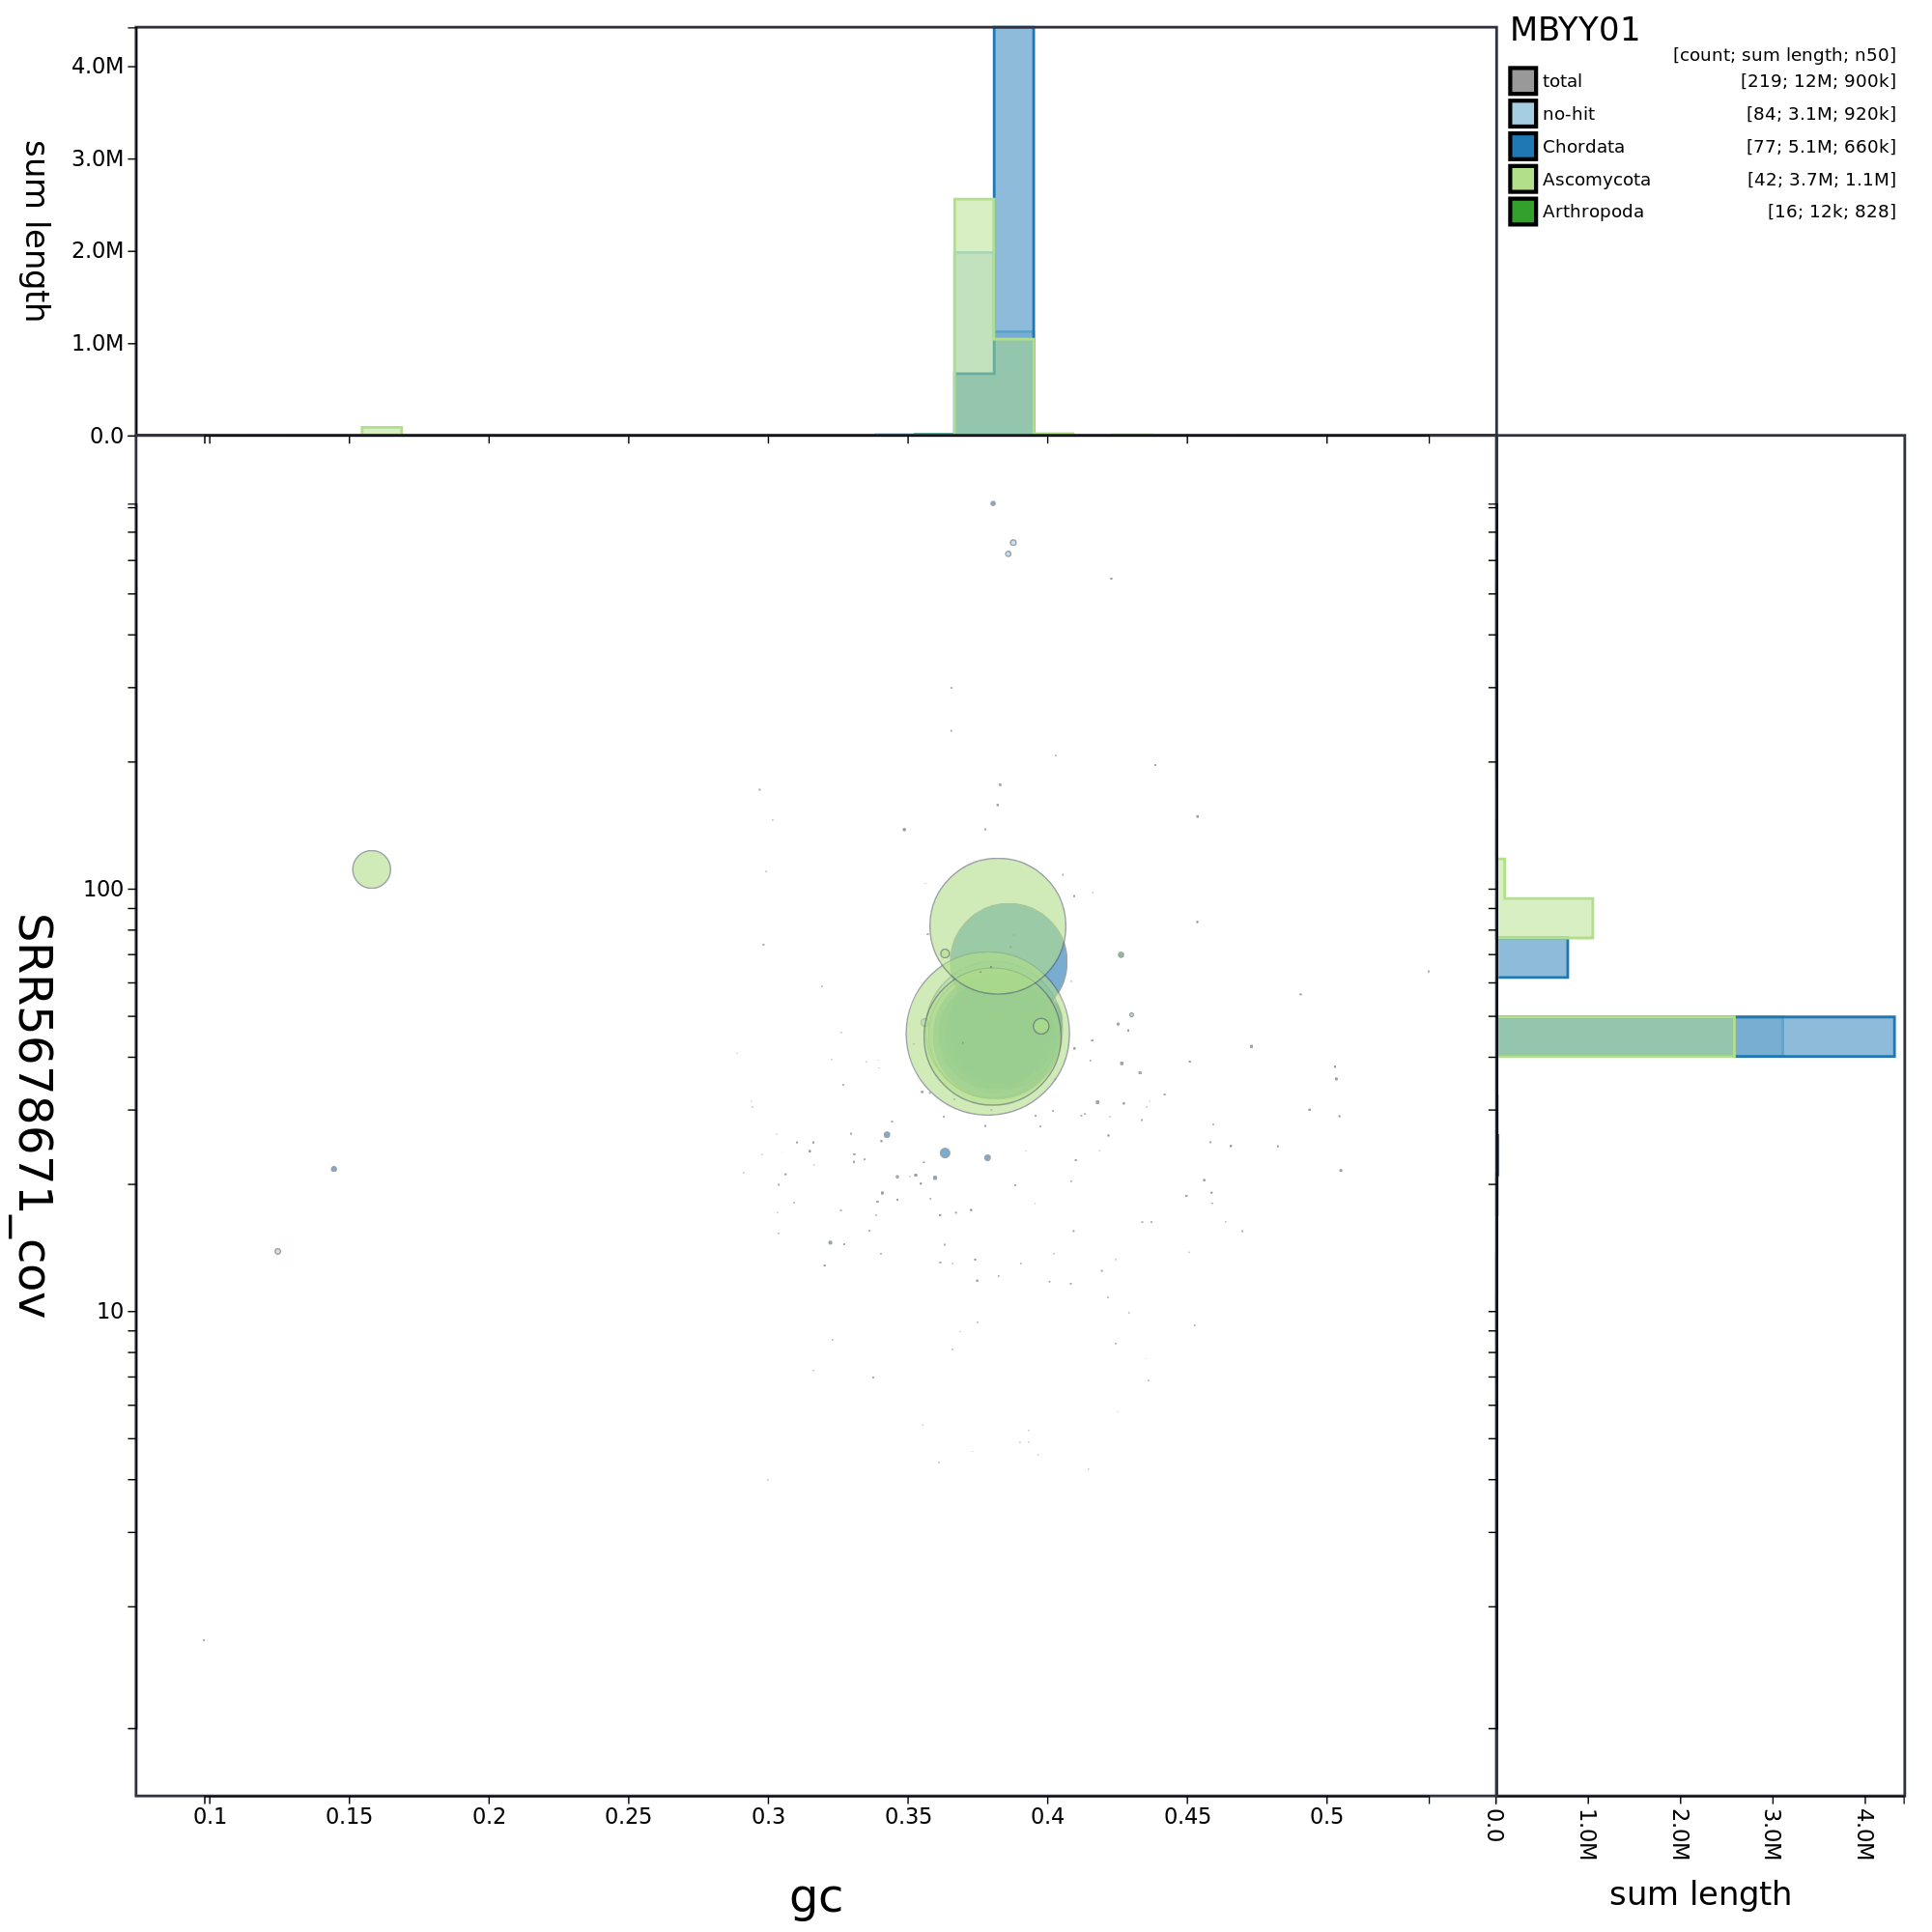 MBYY01
[count; sum length; n50]
total [219; 12M; 900k]
no-hit [84; 3.1M; 920k]
Chordata [77; 5.1M; 660k]
Ascomycota [42; 3.7M; 1.1M]
Arthropoda [16; 12k; 828]
sum length
4.0M
3.0M
2.0M
1.0M
0.0
SRR5678671_cov
100
10
0.1 0.15 0.2 0.25 0.3 0.35 0.4 0.45 0.5
gc
0.0 1.0M 2.0M 3.0M 4.0M
sum length